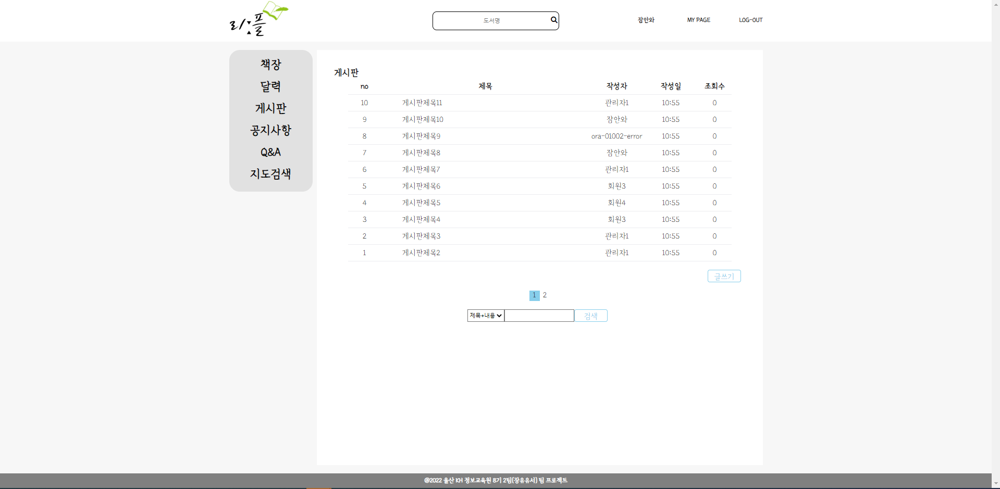 리:플
도서명
잠안와
MY PAGE
LOG-OUT
책장
달력
게시판
공지사항
Q&A
지도검색
게시판
no 제목 작성자 작성일 조회수
10 게시판제목11 관리자1 10:55 0
9 게시판제목10 잠안와 10:55 0
8 게시판제목9 ora-01002-error 10:55 0
7 게시판제목8 잠안와 10:55 0
6 게시판제목7 관리자1 10:55 0
5 게시판제목6 회원3 10:55 0
4 게시판제목5 회원4 10:55 0
3 게시판제목4 회원3 10:55 0
2 게시판제목3 관리자1 10:55 0
1 게시판제목2 관리자1 10:55 0
글쓰기
1 2
제목+내용
검색
@2022 울산 KH 정보교육원 8기 2팀(장유유서) 팀 프로젝트